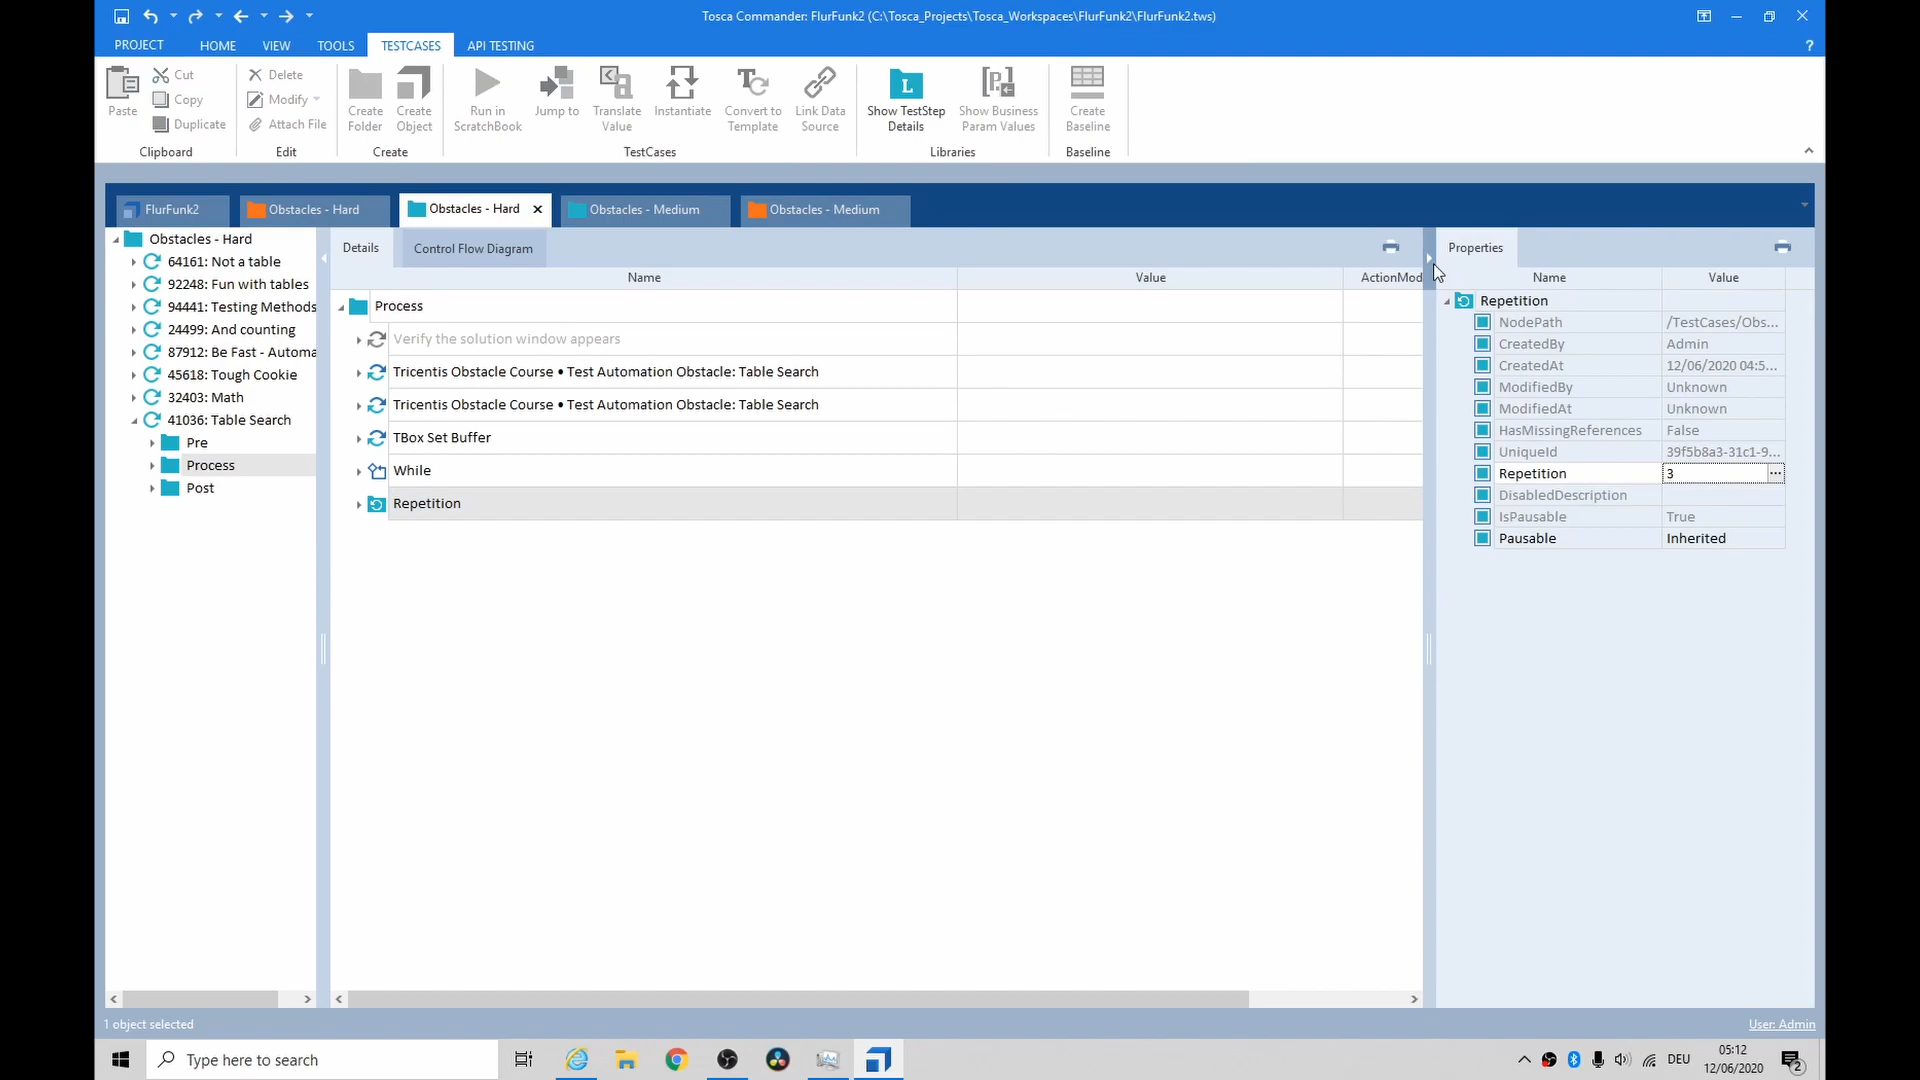 Tosca Commander: FlurFunk2 (C:\Tosca_Projects\Tosca_Workspaces\FlurFunk2\FlurFunk2.tws)
PROJECT HOME VIEW TOOLS TESTCASES API TESTING ?
Paste
Cut
Copy
Duplicate
Clipboard
Delete
Modify
Attach File
Edit
Create Folder
Create Object
Create
Run in ScratchBook
Jump to
Translate Value
Instantiate
Convert to Template
Link Data Source
TestCases
Show TestStep Details
Show Business Param Values
Libraries
Create Baseline
Baseline
FlurFunk2
Obstacles - Hard
Obstacles - Hard
Obstacles - Medium
Obstacles - Medium
Obstacles - Hard
64161: Not a table
92248: Fun with tables
94441: Testing Methods
24499: And counting
87912: Be Fast - Automa
45618: Tough Cookie
32403: Math
41036: Table Search
Pre
Process
Post
Details Control Flow Diagram
Name Value ActionMod
Process
Verify the solution window appears
Tricentis Obstacle Course • Test Automation Obstacle: Table Search
Tricentis Obstacle Course • Test Automation Obstacle: Table Search
TBox Set Buffer
While
Repetition
Properties
Name Value
Repetition
NodePath /TestCases/Obs...
CreatedBy Admin
CreatedAt 12/06/2020 04:5...
ModifiedBy Unknown
ModifiedAt Unknown
HasMissingReferences False
UniqueId 39f5b8a3-31c1-9...
Repetition 3 ...
DisabledDescription
IsPausable True
Pausable Inherited
1 object selected
User: Admin
Type here to search
DEU
05:12
12/06/2020
2